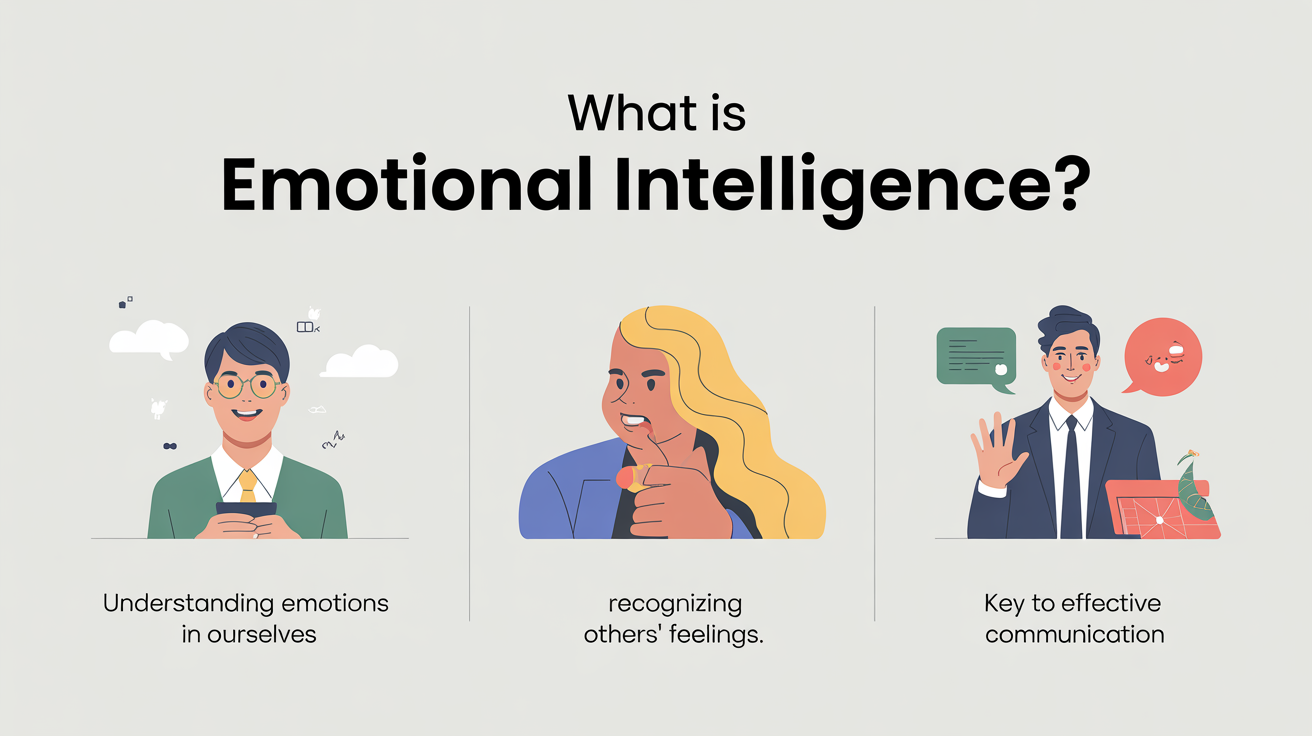 What is
Emotional Intelligence?
Understanding emotions
in ourselves
recognizing
others' feelings.
Key to effective
communication